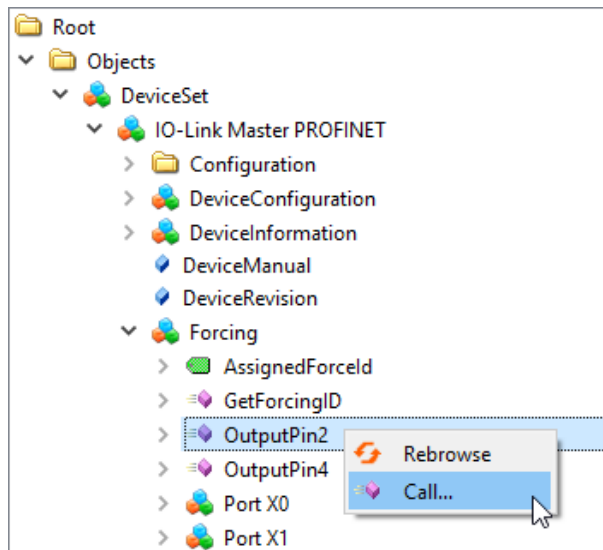 Root
Objects
DeviceSet
IO-Link Master PROFINET
Configuration
DeviceConfiguration
DeviceInformation
DeviceManual
DeviceRevision
Forcing
AssignedForceId
GetForcingID
OutputPin2
Rebrowse
OutputPin4
Call...
Port X0
Port X1